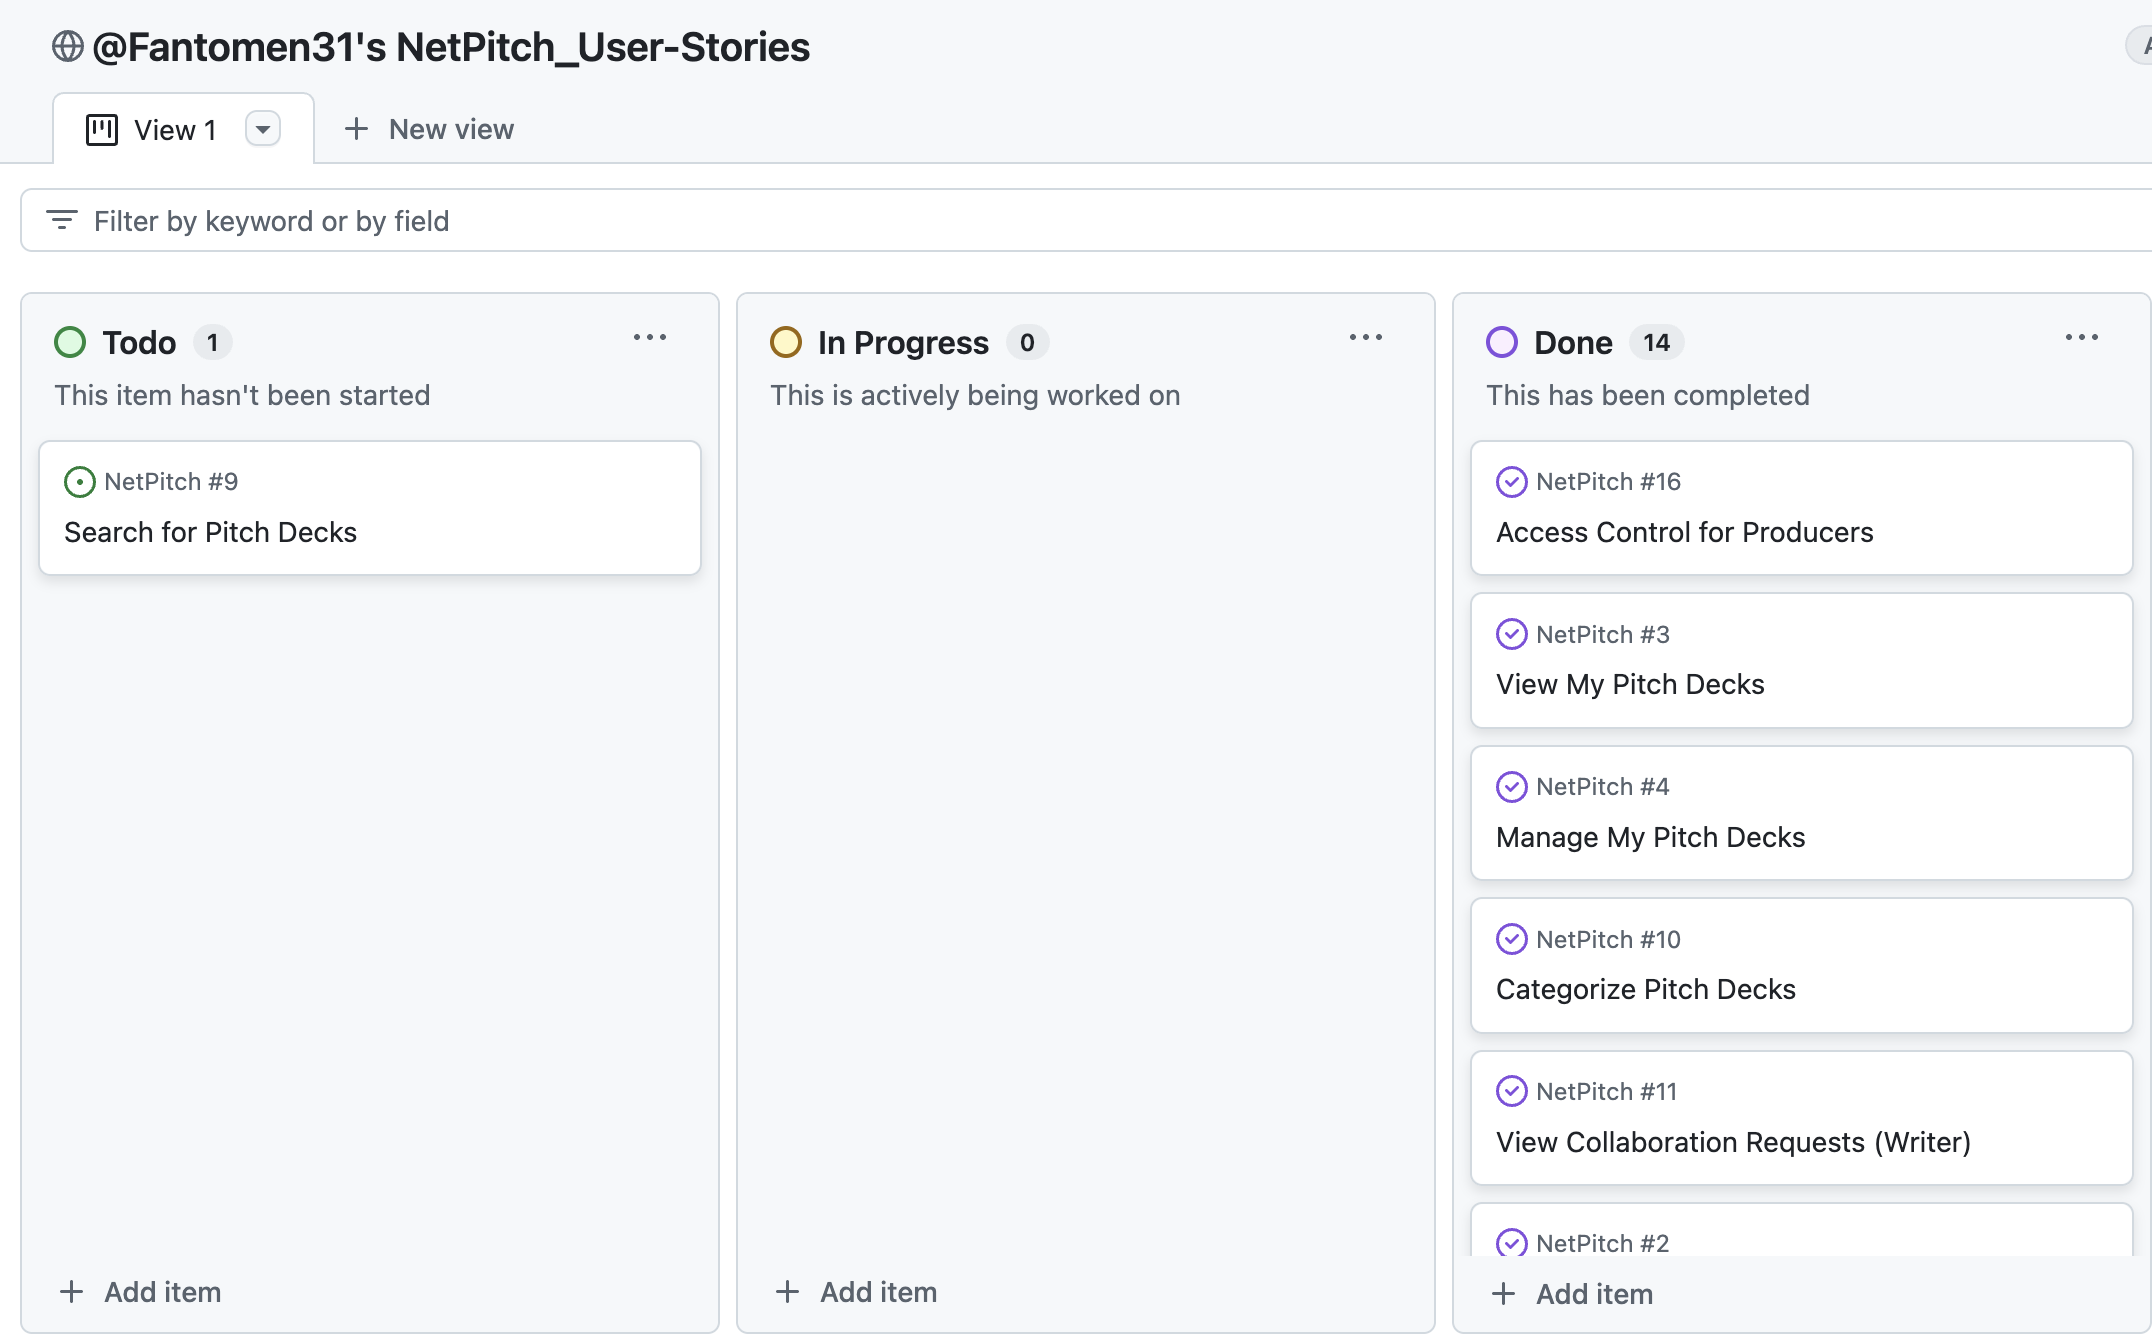 @Fantomen31's NetPitch_User-Stories
View 1
New view
Filter by keyword or by field
Todo 1
This item hasn't been started
NetPitch #9
Search for Pitch Decks
Add item
In Progress 0
This is actively being worked on
Add item
Done 14
This has been completed
NetPitch #16
Access Control for Producers
NetPitch #3
View My Pitch Decks
NetPitch #4
Manage My Pitch Decks
NetPitch #10
Categorize Pitch Decks
NetPitch #11
View Collaboration Requests (Writer)
NetPitch #2
Add item